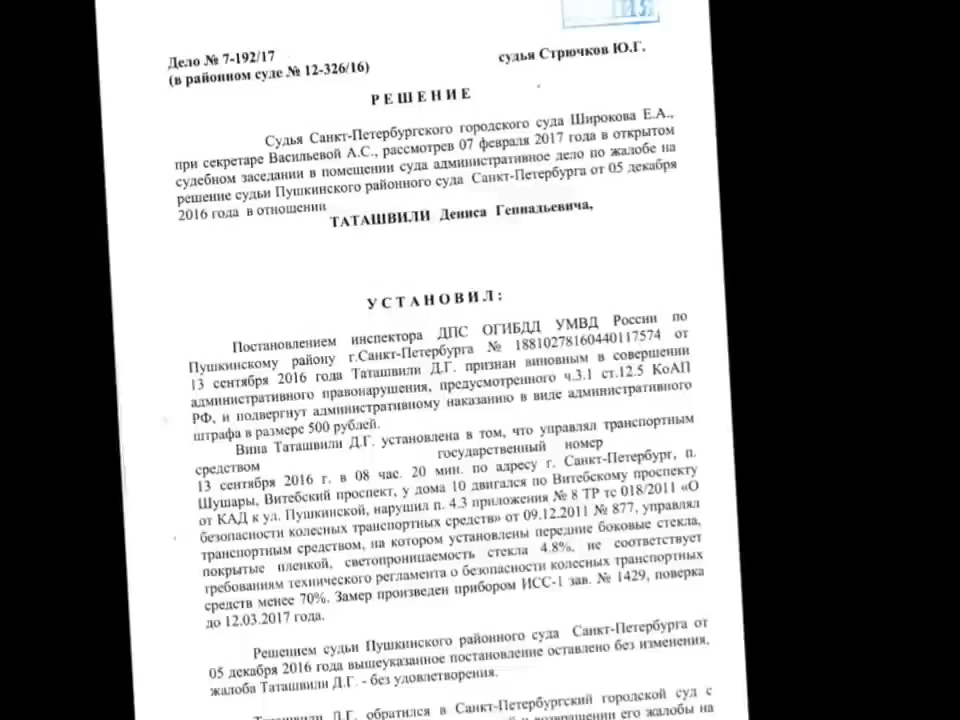 Дело № 7-192/17
(в районном суде № 12-326/16)
судья Стрючков Ю.Г.
РЕШЕНИЕ
Судья Санкт-Петербургского городского суда Широкова Е.А.,
при секретаре Васильевой А.С., рассмотрев 07 февраля 2017 года в открытом
судебном заседании в помещении суда административное дело по жалобе на
решение судьи Пушкинского районного суда Санкт-Петербурга от 05 декабря
2016 года в отношении
ТАТАШВИЛИ Дениса Гениадьевича,
УСТАНОВИЛ:
Постановлением инспектора ДПС ОГИБДД УМВД России по
Пушкинскому району г.Санкт-Петербурга № 18810278160440117574 от
13 сентября 2016 года Таташвили Д.Г. признан виновным в совершении
административного правонарушения, предусмотренного ч.3.1 ст.12.5 КоАП
РФ, и подвергнут административному наказанию в виде административного
штрафа в размере 500 рублей.
Вина Таташвили Д.Г. установлена в том, что управлял транспортным
средством государственный номер
13 сентября 2016 г. в 08 час. 20 мин. по адресу г. Санкт-Петербург, п.
Шушары, Витебский проспект, у дома 10 двигался по Витебскому проспекту
от КАД к ул. Пушкинской, нарушил п. 4.3 приложения № 8 ТР тс 018/2011 «О
безопасности колесных транспортных средств» от 09.12.2011 № 877, управлял
транспортным средством, на котором установлены передние боковые стекла,
покрытые пленкой, светопроницаемость стекла 4.8%, не соответствует
требованиям технического регламента о безопасности колесных транспортных
средств менее 70%. Замер произведен прибором ИСС-1 зав. № 1429, поверка
до 12.03.2017 года.
Решением судьи Пушкинского районного суда Санкт-Петербурга от
05 декабря 2016 года вышеуказанное постановление оставлено без изменения,
жалоба Таташвили Д.Г. - без удовлетворения.
Таташвили Д.Г. обратился в Санкт-Петербургский городской суд с
и возвращении его жалобы на